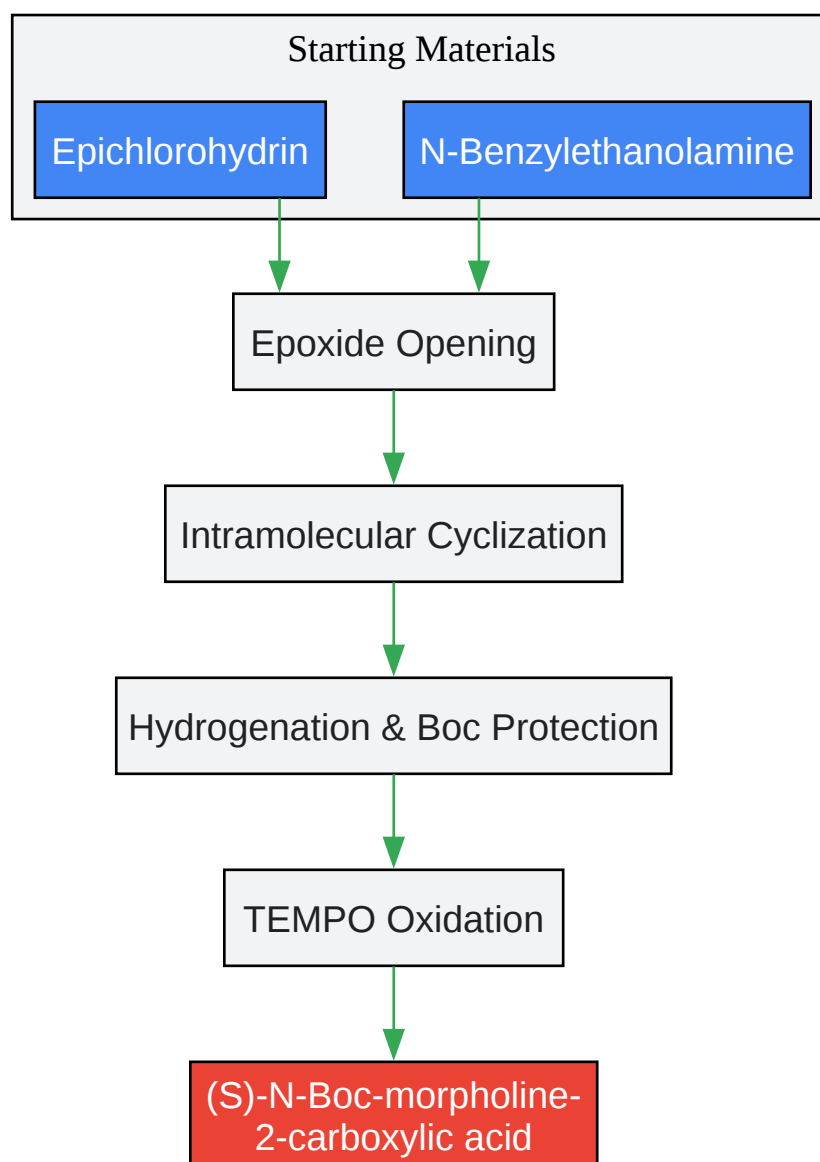 Starting Materials
Epichlorohydrin
N-Benzylethanolamine
Epoxide Opening
Intramolecular Cyclization
Hydrogenation & Boc Protection
TEMPO Oxidation
(S)-N-Boc-morpholine-
2-carboxylic acid